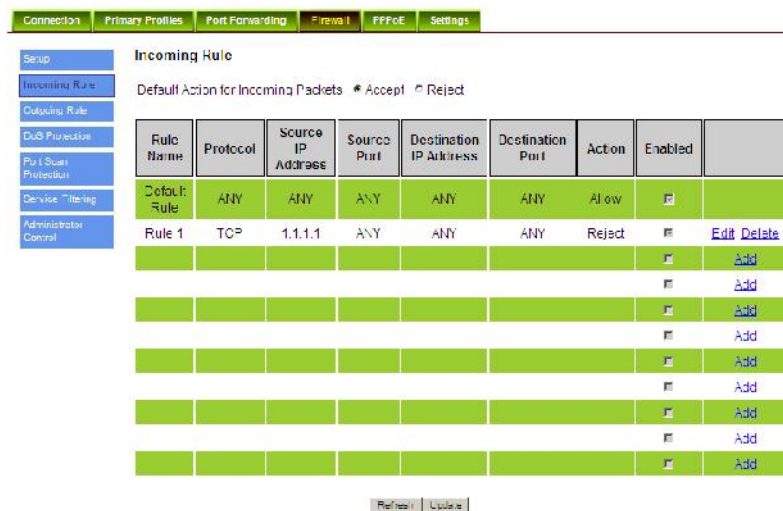 Connection Primary Profiles Port Forwarding Firewall PPPoE Settings
Setup
Incoming Rule
Outgoing Rule
DoS Protection
Port Scan
Protection
Service Filtering
Administrator
Control
Incoming Rule
Default Action for Incoming Packets Accept Reject
Rule Name Protocol Source IP Address Source Port Destination IP Address Destination Port Action Enabled
Default Rule ANY ANY ANY ANY ANY Allow
Rule 1 TCP 1.1.1.1 ANY ANY ANY Reject Edit Delete
Add
Add
Add
Add
Add
Add
Add
Add
Add
Refresh Update